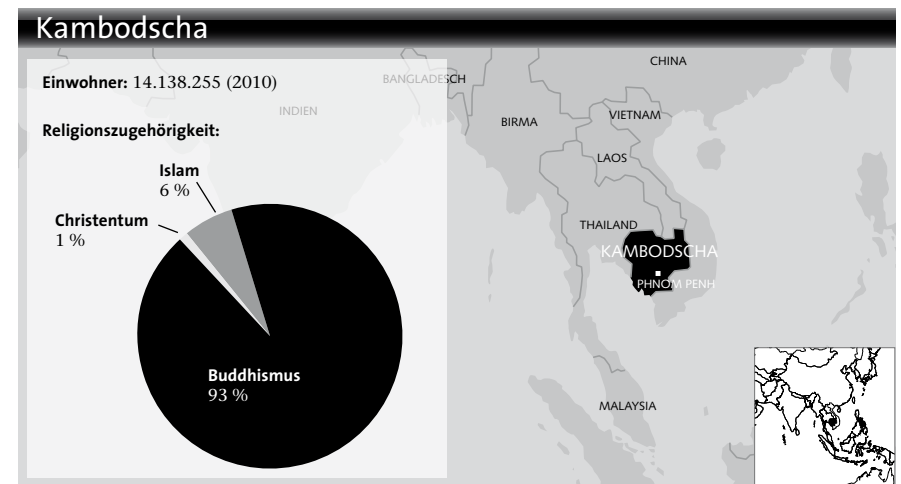 Kambodscha
Einwohner: 14.138.255 (2010)
Religionszugehörigkeit:
Islam
6 %
Christentum
1 %
Buddhismus
93 %
CHINA
BANGLADESCH
INDIEN
BIRMA
VIETNAM
LAOS
THAILAND
KAMBODSCHA
PHNOM PENH
MALAYSIA